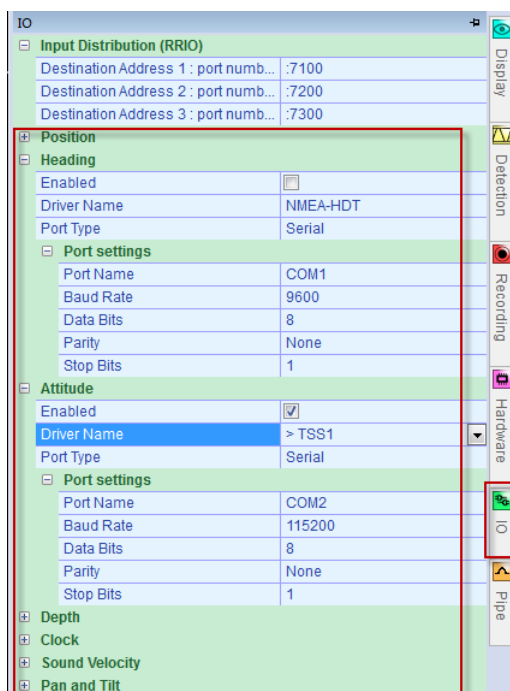 IO
Input Distribution (RRIO)
Destination Address 1 : port numb... :7100
Destination Address 2 : port numb... :7200
Destination Address 3 : port numb... :7300
Position
Heading
Enabled
Driver Name NMEA-HDT
Port Type Serial
Port settings
Port Name COM1
Baud Rate 9600
Data Bits 8
Parity None
Stop Bits 1
Attitude
Enabled
Driver Name > TSS1
Port Type Serial
Port settings
Port Name COM2
Baud Rate 115200
Data Bits 8
Parity None
Stop Bits 1
Depth
Clock
Sound Velocity
Pan and Tilt
Display
Detection
Recording
Hardware
IO
Pipe